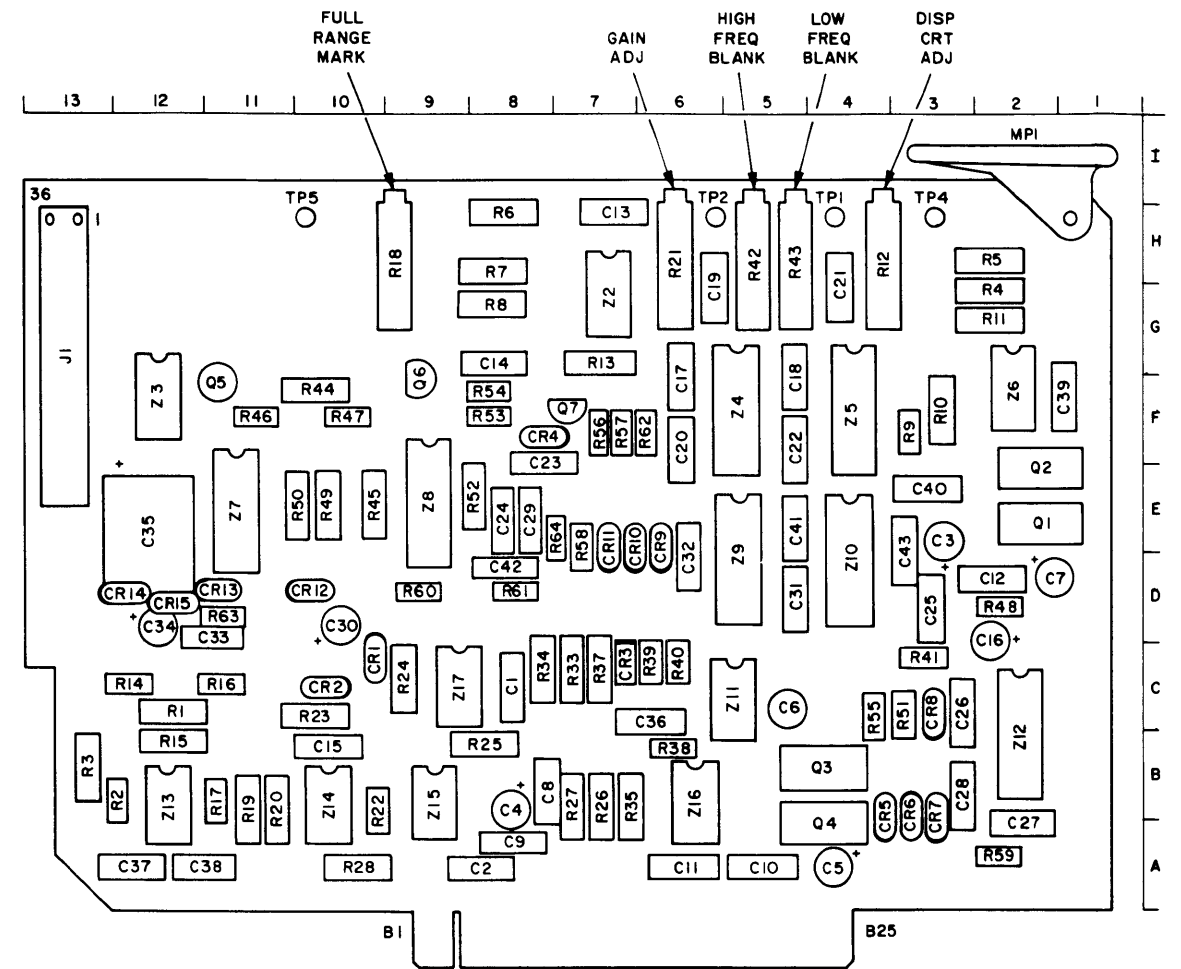 FULL
RANGE
MARK
GAIN
ADJ
HIGH
FREQ
BLANK
LOW
FREQ
BLANK
DISP
CRT
ADJ
13 12 11 10 9 8 7 6 5 4 3 2 1
MP1
I
36
1
TP5
TP2
TP1
TP4
R6
C13
H
R18
R21
R42
R43
R12
C19
C21
R5
R7
Z2
R4
R8
R11
G
J1
C14
R13
C17
C18
Z3
Q5
Q6
R44
R54
Z4
Z5
Z6
C39
R10
R46
R47
R53
Q7
R56
R57
R62
R9
F
CR4
C20
C22
C23
Q2
+
C35
Z7
R50
R49
R45
Z8
R52
C24
C29
C40
E
Q1
R64
R58
CR11
CR10
CR9
C32
Z9
C41
Z10
C43
C3
+
C42
C12
+
C7
CR14
CR15
CR13
CR12
R60
R61
C31
C25
R48
D
+
C34
R63
C33
C30
+
C16
+
CR1
R24
Z17
C1
R34
R33
R37
CR3
R39
R40
R41
R14
R16
CR2
Z11
C6
R55
R51
CR8
C26
Z12
C
R1
R23
C36
R15
C15
R25
R38
R3
Q3
B
R2
Z13
R17
R19
R20
Z14
R22
Z15
+
C4
C8
R27
R26
R35
Z16
C28
Q4
CR5
CR6
CR7
C27
C9
C37
C38
R28
C2
C11
C10
+
C5
R59
A
B1
B25